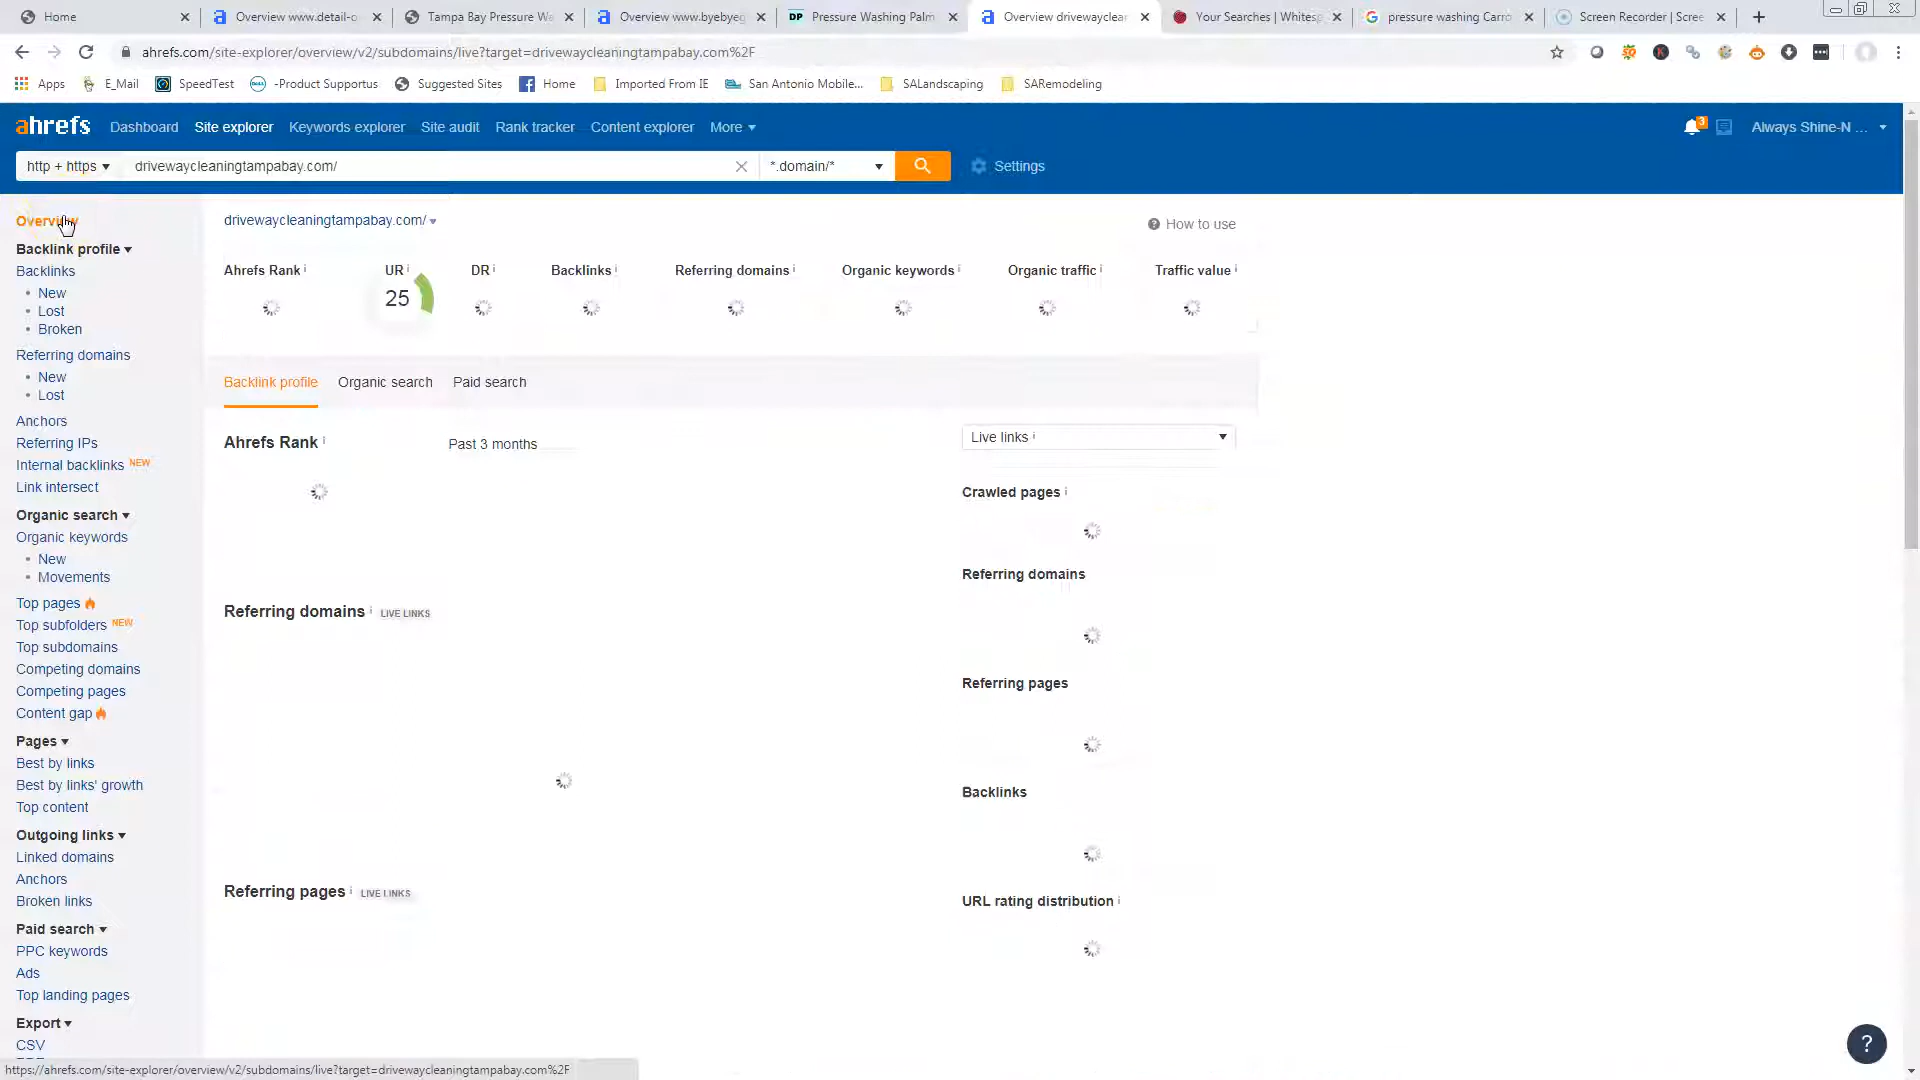 Home
Overview www.detail-o
Tampa Bay Pressure Wa
Overview www.byebyeg
DP Pressure Washing Palm
Overview drivewayclear
Your Searches | Whitesp
pressure washing Carro
Screen Recorder | Scree
ahrefs.com/site-explorer/overview/v2/subdomains/live?target=drivewaycleaningtampabay.com%2F
Apps
E_Mail
SpeedTest
-Product Supportus
Suggested Sites
Home
Imported From IE
San Antonio Mobile...
SALandscaping
SARemodeling
ahrefs
Dashboard
Site explorer
Keywords explorer
Site audit
Rank tracker
Content explorer
More
3
Always Shine-N ...
http + https
drivewaycleaningtampabay.com/
*.domain/*
Settings
Overview
Backlink profile
Backlinks
• New
• Lost
• Broken
Referring domains
• New
• Lost
Anchors
Referring IPs
Internal backlinks NEW
Link intersect
Organic search
Organic keywords
• New
• Movements
Top pages
Top subfolders NEW
Top subdomains
Competing domains
Competing pages
Content gap
Pages
Best by links
Best by links' growth
Top content
Outgoing links
Linked domains
Anchors
Broken links
Paid search
PPC keywords
Ads
Top landing pages
Export
CSV
drivewaycleaningtampabay.com/
? How to use
Ahrefs Rank i
UR i
DR i
Backlinks i
Referring domains i
Organic keywords i
Organic traffic i
Traffic value i
25
Backlink profile
Organic search
Paid search
Ahrefs Rank i
Past 3 months
Live links i
Crawled pages i
Referring domains
Referring domains i LIVE LINKS
Referring pages
Backlinks
Referring pages i LIVE LINKS
URL rating distribution i
?
https://ahrefs.com/site-explorer/overview/v2/subdomains/live?target=drivewaycleaningtampabay.com%2F